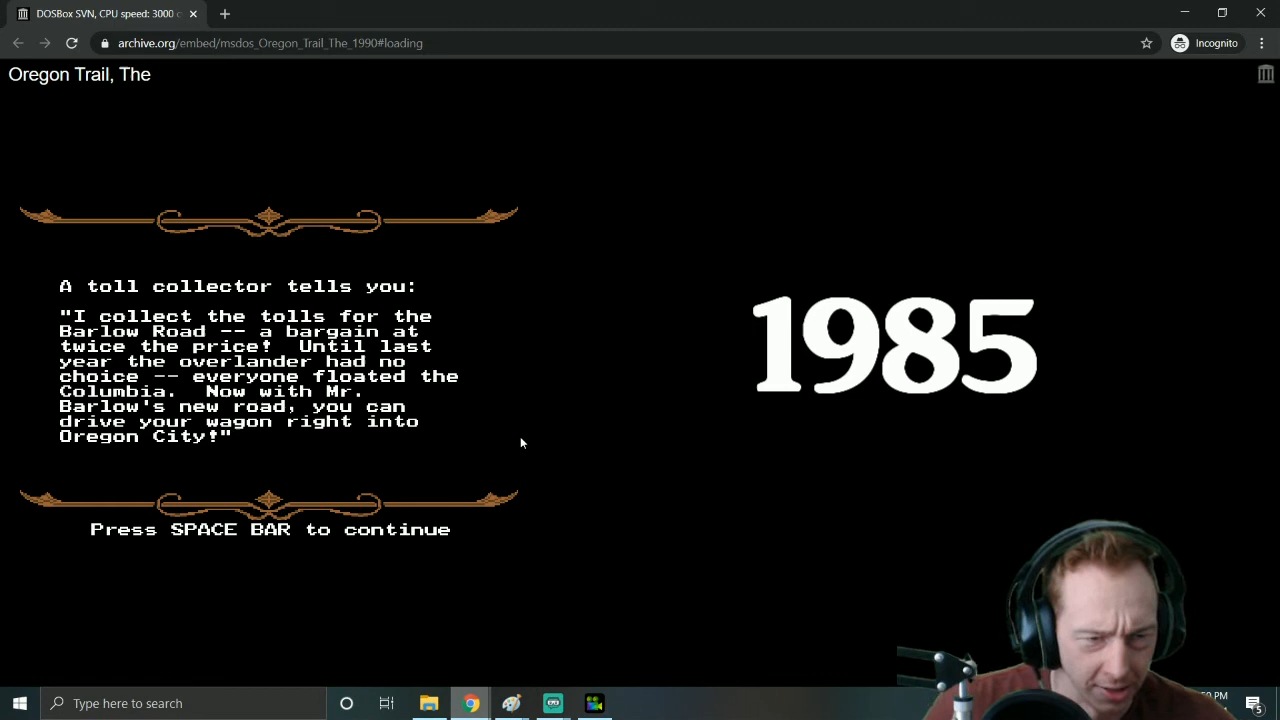 DOSBox SVN, CPU speed: 3000 c
archive.org/embed/msdos_Oregon_Trail_The_1990#loading
Incognito
Oregon Trail, The
A toll collector tells you:
"I collect the tolls for the
Barlow Road -- a bargain at
twice the price!  Until last
year the overlander had no
choice -- everyone floated the
Columbia.  Now with Mr.
Barlow's new road, you can
drive your wagon right into
Oregon City!"
Press SPACE BAR to continue
1985
Type here to search
PM
5